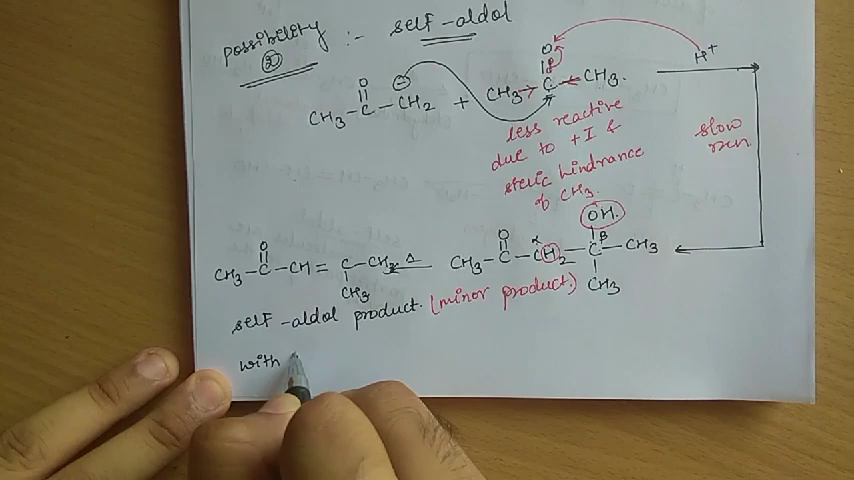 possibility :- self-aldol
②
CH₃-C(=O)-CH₂⊖ + CH₃→C(=O)←CH₃. H⁺
less reactive
due to +I &
steric hindrance
of CH₃.
slow
rxn
CH₃-C(=O)-CH=C(CH₃)-CH₃ Δ CH₃-C(=O)-CH₂(α)-C(β)(OH.)(CH₃)-CH₃
self-aldol product. (minor product.)
with